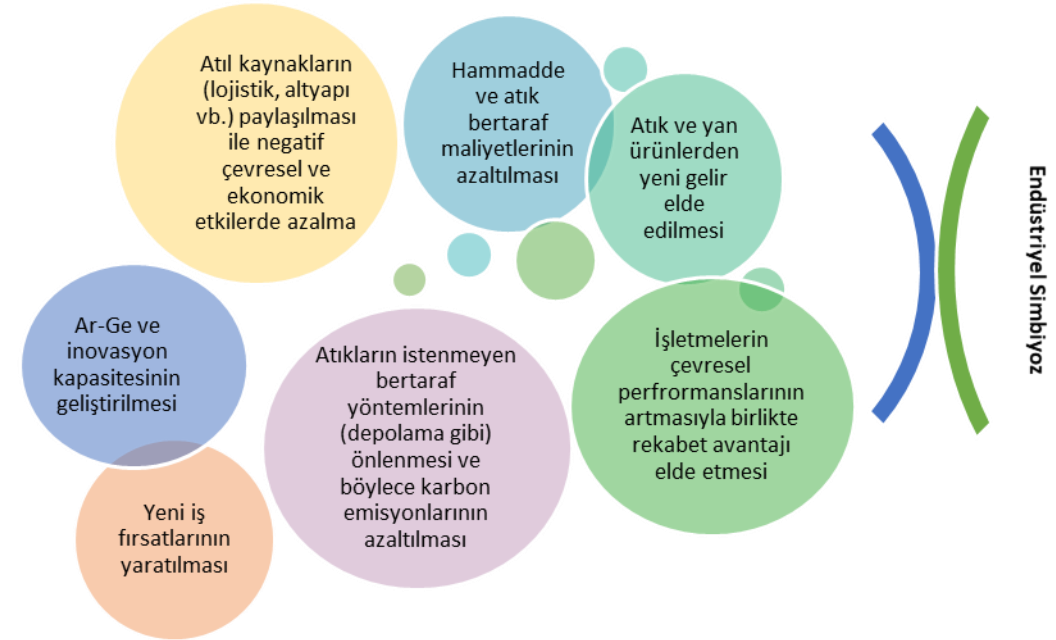 Atıl kaynakların
(lojistik, altyapı
vb.) paylaşılması
ile negatif
çevresel ve
ekonomik
etkilerde azalma
Hammadde
ve atık
bertaraf
maliyetlerinin
azaltılması
Atık ve yan
ürünlerden
yeni gelir
elde
edilmesi
Ar-Ge ve
inovasyon
kapasitesinin
geliştirilmesi
Atıkların istenmeyen
bertaraf
yöntemlerinin
(depolama gibi)
önlenmesi ve
böylece karbon
emisyonlarının
azaltılması
İşletmelerin
çevresel
perfrormanslarının
artmasıyla birlikte
rekabet avantajı
elde etmesi
Yeni iş
fırsatlarının
yaratılması
Endüstriyel Simbiyoz